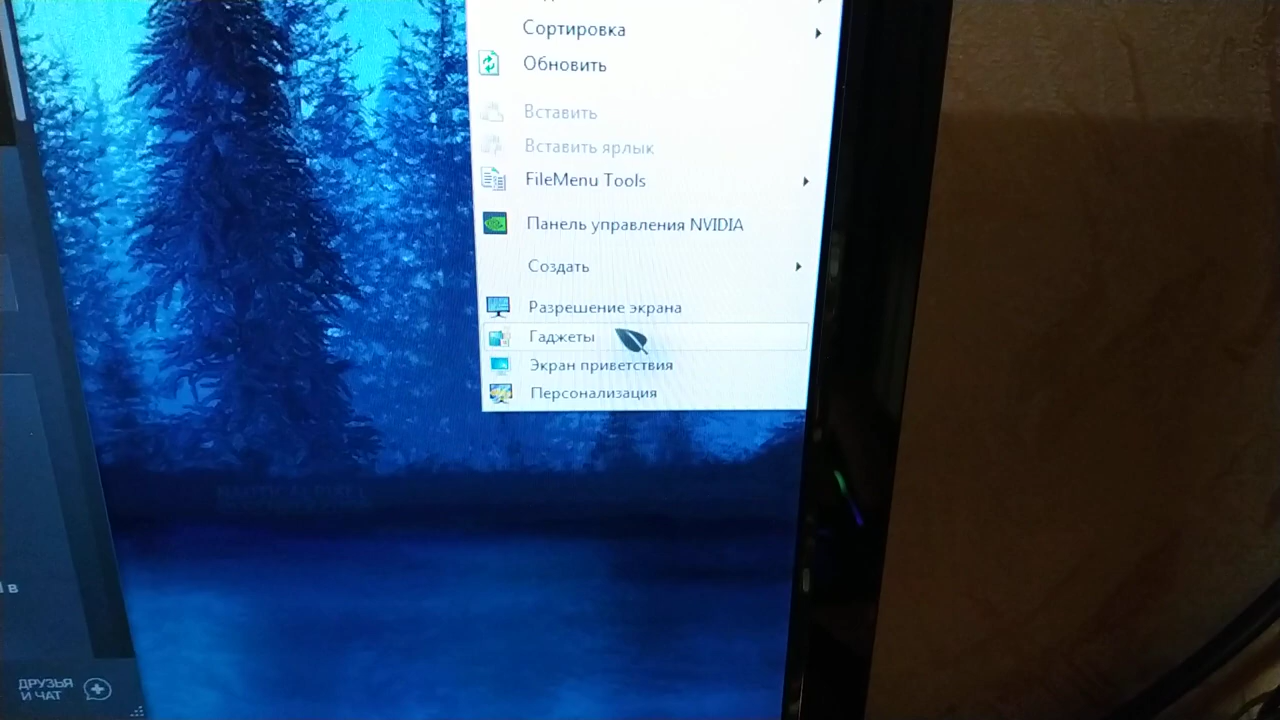 Сортировка
Обновить
Вставить
Вставить ярлык
FileMenu Tools
Панель управления NVIDIA
Создать
Разрешение экрана
Гаджеты
Экран приветствия
Персонализация
в
ДРУЗЬЯ
И ЧАТ